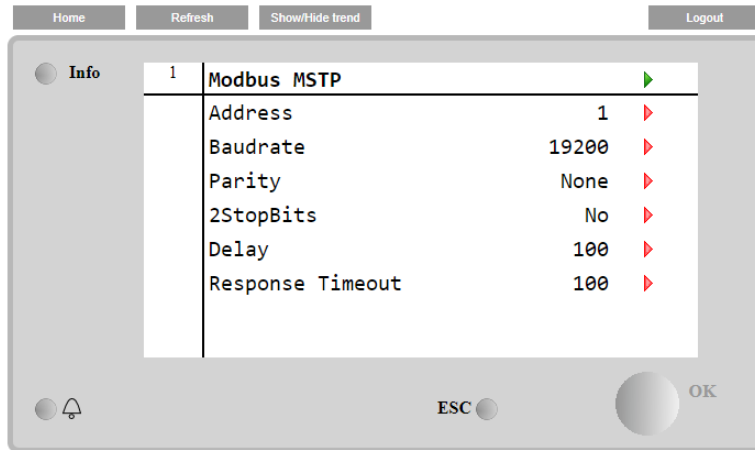 Home Refresh Show/Hide trend Logout
Info 1 Modbus MSTP
Address 1
Baudrate 19200
Parity None
2StopBits No
Delay 100
Response Timeout 100
ESC OK